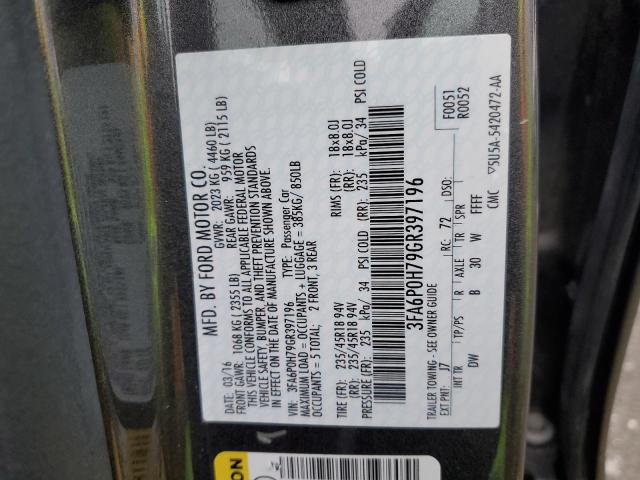 MFD. BY FORD MOTOR CO.
DATE: 03/16 GVWR: 2023 KG ( 4460 LB)
FRONT GAWR: 1068 KG ( 2355 LB) REAR GAWR: 959 KG ( 2115 LB)
THIS VEHICLE CONFORMS TO ALL APPLICABLE FEDERAL MOTOR
VEHICLE SAFETY, BUMPER, AND THEFT PREVENTION STANDARDS
IN EFFECT ON THE DATE OF MANUFACTURE SHOWN ABOVE.
VIN: 3FA6P0H79GR397196 TYPE: Passenger Car
MAXIMUM LOAD = OCCUPANTS + LUGGAGE = 385KG/ 850LB
OCCUPANTS = 5 TOTAL; 2 FRONT, 3 REAR
TIRE (FR): 235/45R18 94V RIMS (FR): 18x8.0J
(RR): 235/45R18 94V (RR): 18x8.0J
PRESSURE (FR): 235 kPa/ 34 PSI COLD (RR): 235 kPa/ 34 PSI COLD
3FA6P0H79GR397196
TRAILER TOWING - SEE OWNER GUIDE
F0051
R0052
EXT PNT: J7 RC: 72 DSO:
INT TR TP/PS R AXLE TR SPR
DW B 30 W FFFF
CMC ▽5U5A-5420472-AA
ON